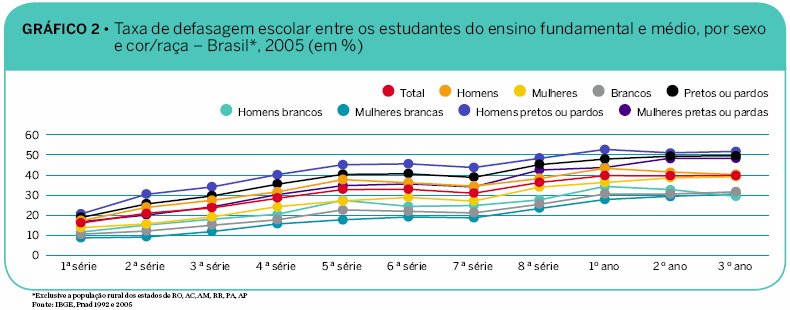 GRÁFICO 2 • Taxa de defasagem escolar entre os estudantes do ensino fundamental e médio, por sexo
e cor/raça – Brasil*, 2005 (em %)
Total Homens Mulheres Brancos Pretos ou pardos
Homens brancos Mulheres brancas Homens pretos ou pardos Mulheres pretas ou pardas
60
50
40
30
20
10
0
1ª série 2ª série 3ª série 4ª série 5ª série 6ª série 7ª série 8ª série 1º ano 2º ano 3º ano
*Exclusive a população rural dos estados de RO, AC, AM, RR, PA, AP
Fonte: IBGE, Pnad 1992 e 2005